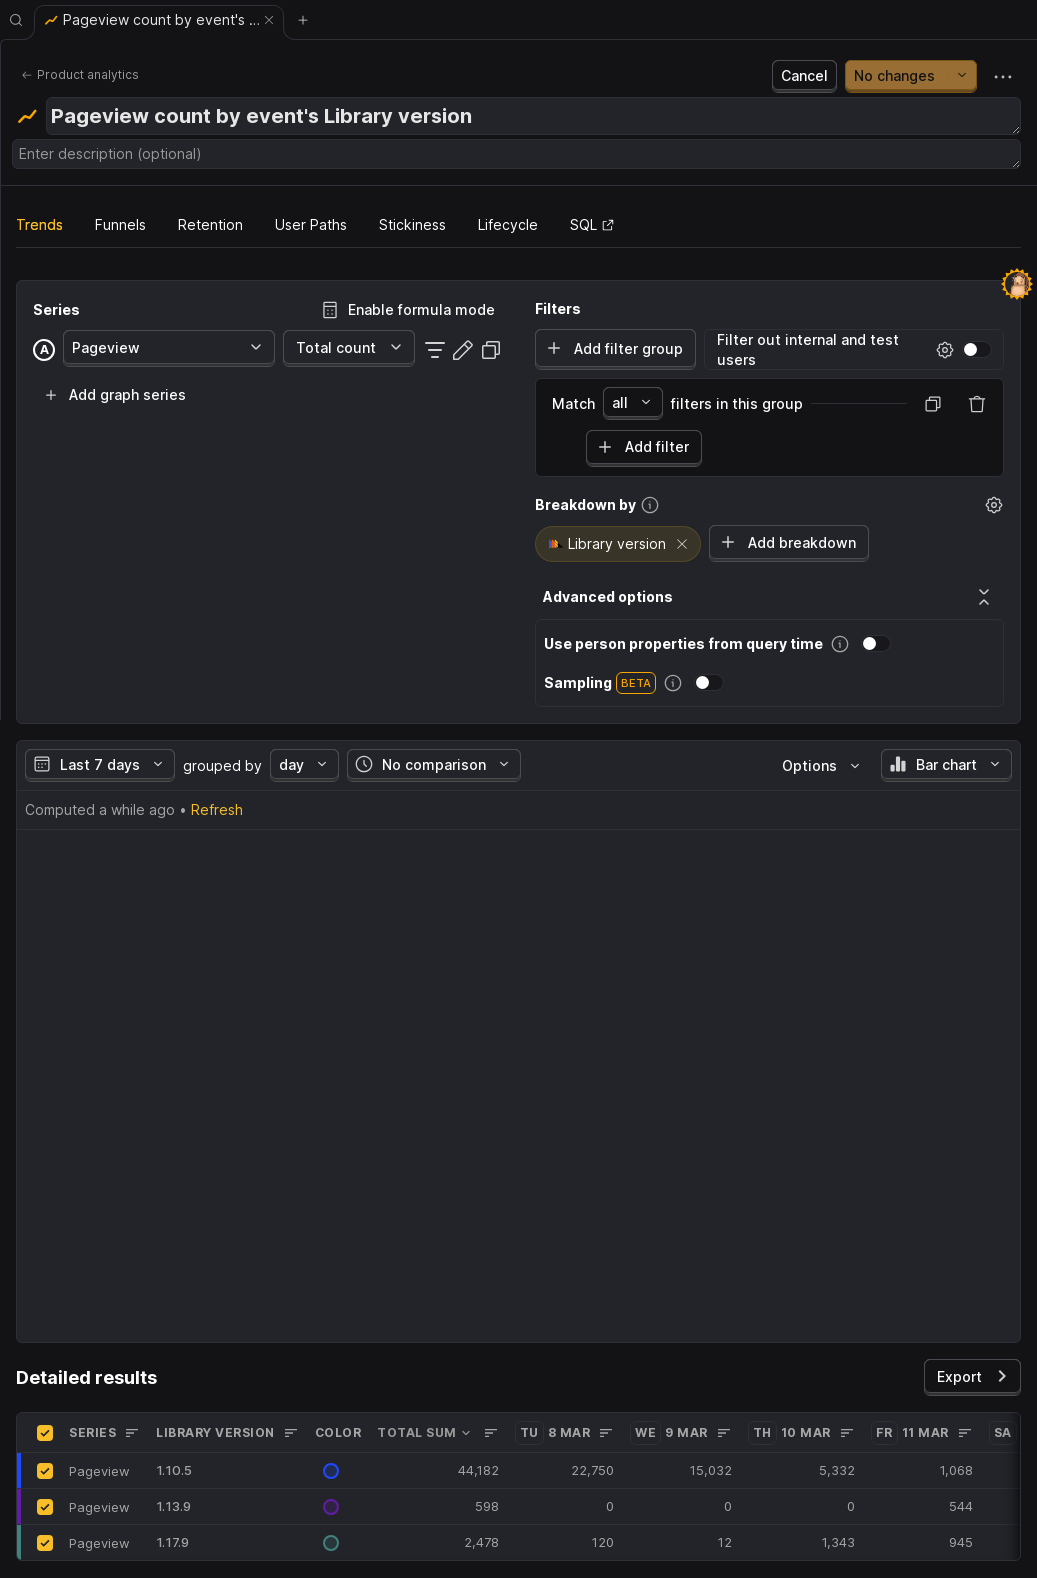 Pageview count by event's ...
Product analytics
Cancel
No changes
Pageview count by event's Library version
Enter description (optional)
Trends Funnels Retention User Paths Stickiness Lifecycle SQL
Series
Enable formula mode
A Pageview Total count
Add graph series
Filters
Add filter group
Filter out internal and test
users
Match all filters in this group
Add filter
Breakdown by
Library version
Add breakdown
Advanced options
Use person properties from query time
Sampling BETA
Last 7 days grouped by day No comparison Options Bar chart
Computed a while ago • Refresh
Detailed results
Export
SERIES LIBRARY VERSION COLOR TOTAL SUM TU 8 MAR WE 9 MAR TH 10 MAR FR 11 MAR SA
Pageview 1.10.5 44,182 22,750 15,032 5,332 1,068
Pageview 1.13.9 598 0 0 0 544
Pageview 1.17.9 2,478 120 12 1,343 945